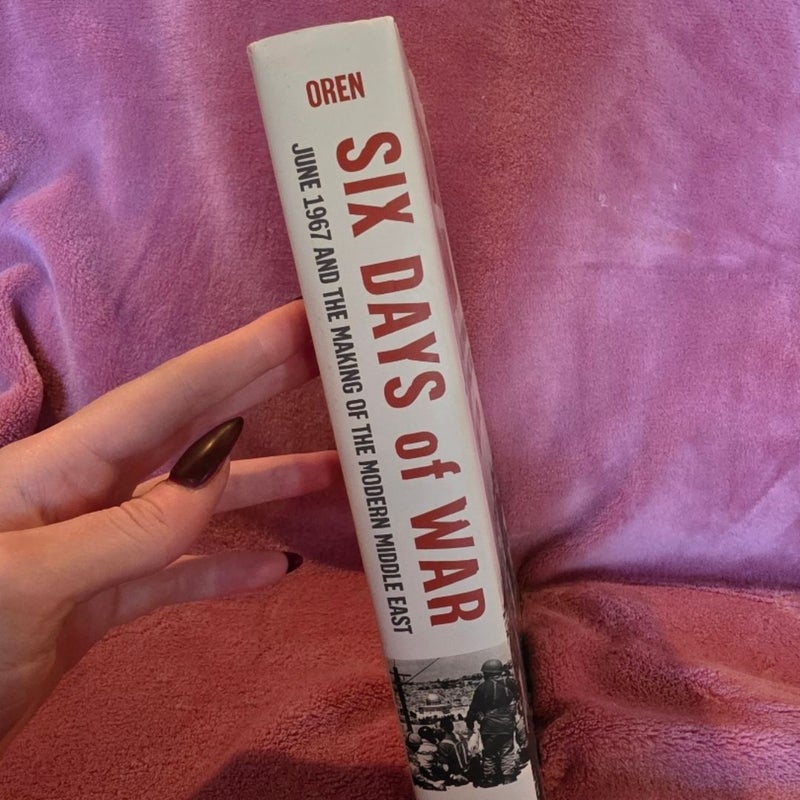 OREN
SIX DAYS of WAR
JUNE 1967 AND THE MAKING OF THE MODERN MIDDLE EAST